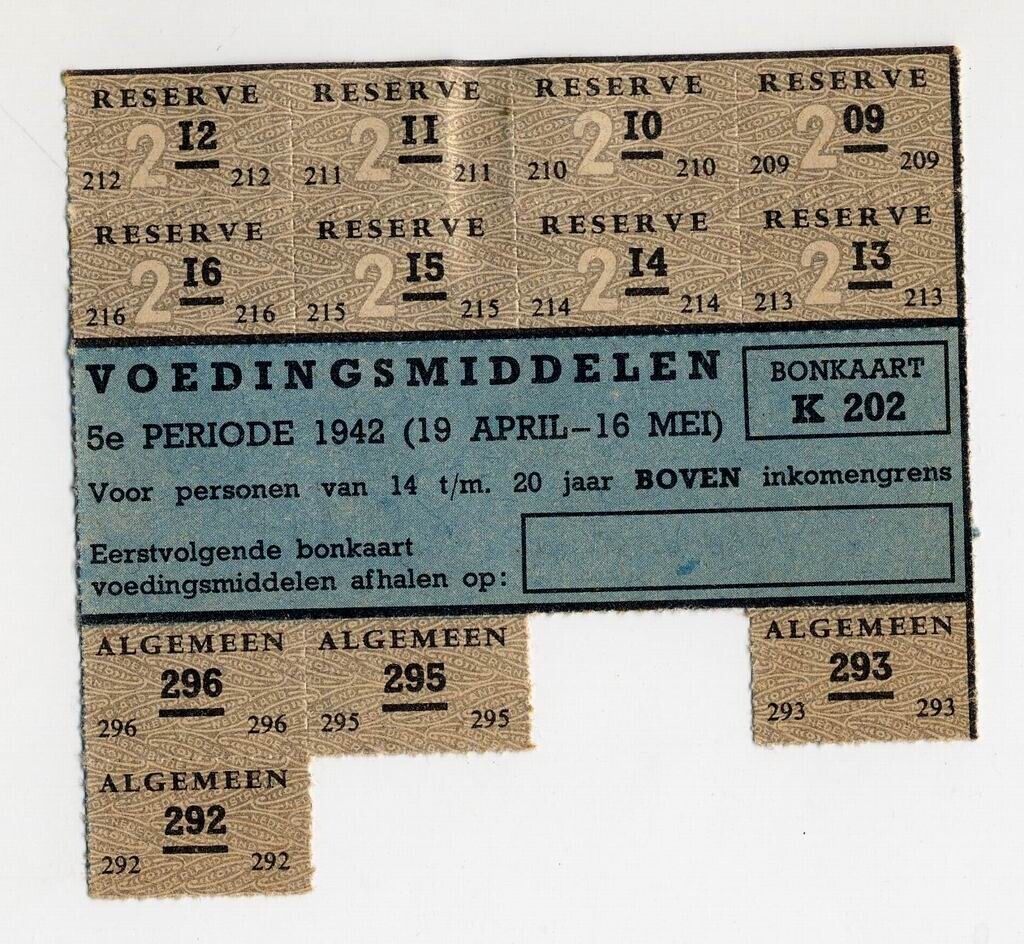 RESERVE RESERVE RESERVE RESERVE
2 12 2 11 2 10 2 09
212 212 211 211 210 210 209 209
RESERVE RESERVE RESERVE RESERVE
2 16 2 15 2 14 2 13
216 216 215 215 214 214 213 213
VOEDINGSMIDDELEN
5e PERIODE 1942 (19 APRIL–16 MEI)
BONKAART
K 202
Voor personen van 14 t/m. 20 jaar BOVEN inkomengrens
Eerstvolgende bonkaart
voedingsmiddelen afhalen op:
ALGEMEEN ALGEMEEN ALGEMEEN
296 295 293
296 296 295 295 293 293
ALGEMEEN
292
292 292